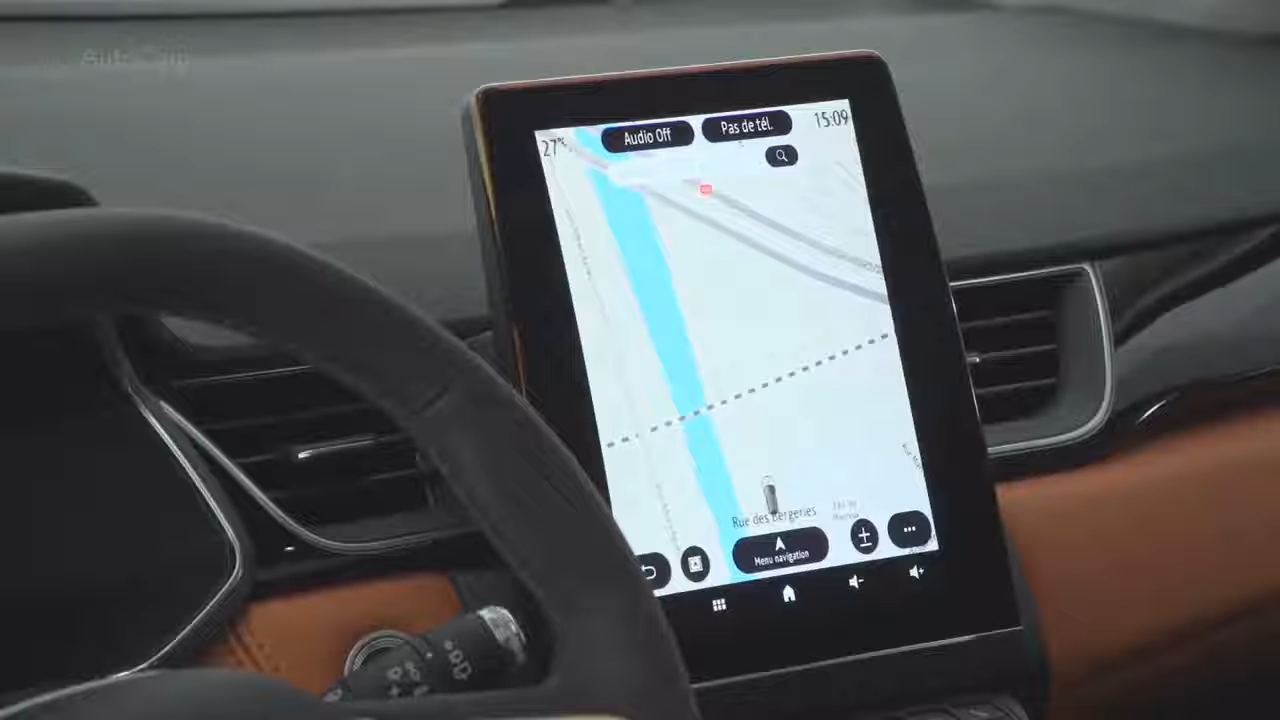 27°C
Audio Off
Pas de tél.
15:09
Rue des Bergeries
Menu navigation